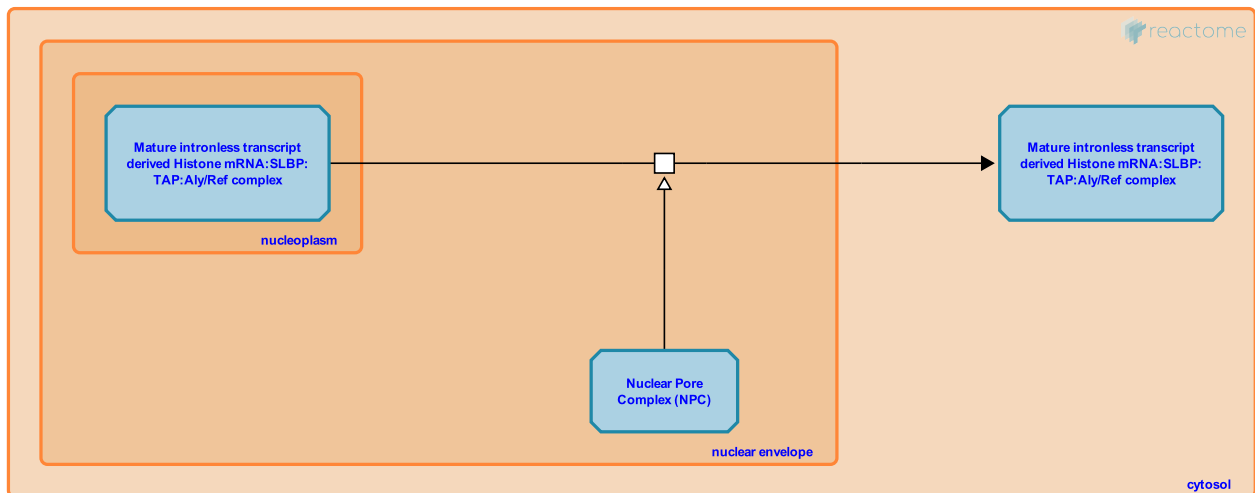 reactome
Mature intronless transcript
derived Histone mRNA:SLBP:
TAP:Aly/Ref complex
nucleoplasm
Mature intronless transcript
derived Histone mRNA:SLBP:
TAP:Aly/Ref complex
Nuclear Pore
Complex (NPC)
nuclear envelope
cytosol